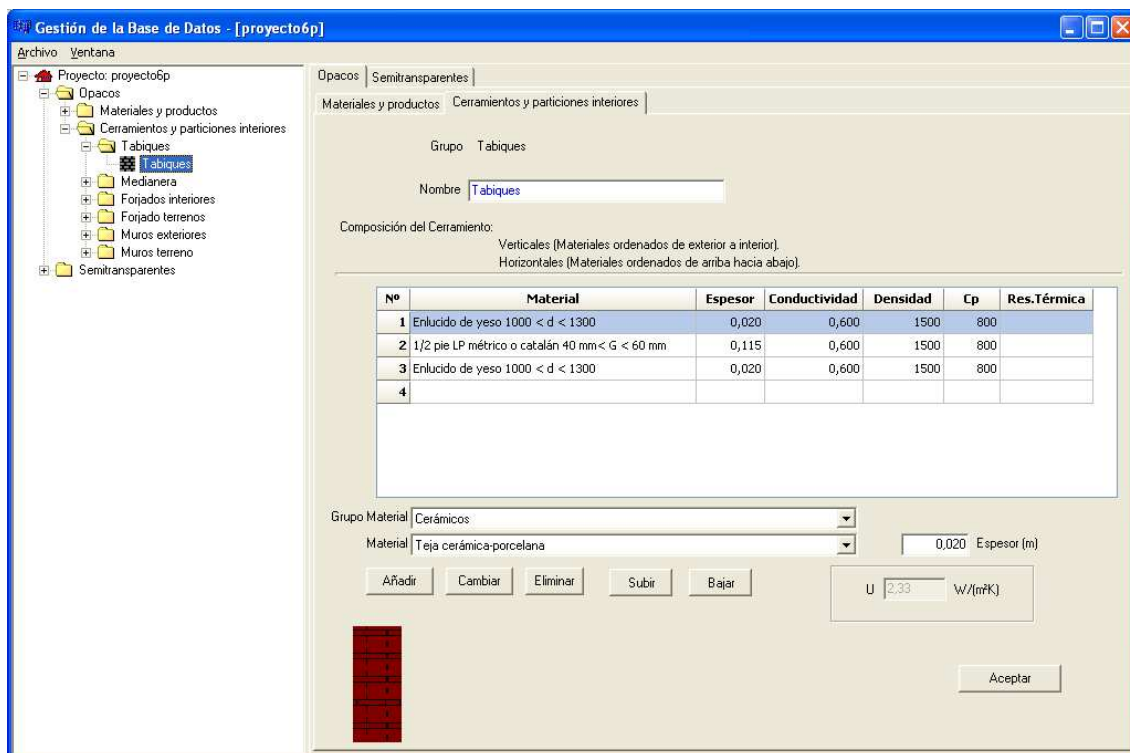 Gestión de la Base de Datos - [proyecto6p]
Archivo Ventana
Proyecto: proyecto6p
Opacos
Materiales y productos
Cerramientos y particiones interiores
Tabiques
Tabiques
Medianera
Forjados interiores
Forjado terrenos
Muros exteriores
Muros terreno
Semitransparentes
Opacos Semitransparentes
Materiales y productos Cerramientos y particiones interiores
Grupo Tabiques
Nombre Tabiques
Composición del Cerramiento:
Verticales (Materiales ordenados de exterior a interior).
Horizontales (Materiales ordenados de arriba hacia abajo).
Nº Material Espesor Conductividad Densidad Cp Res.Térmica
1 Enlucido de yeso 1000 < d < 1300 0,020 0,600 1500 800
2 1/2 pie LP métrico o catalán 40 mm< G < 60 mm 0,115 0,600 1500 800
3 Enlucido de yeso 1000 < d < 1300 0,020 0,600 1500 800
4
Grupo Material Cerámicos
Material Teja cerámica-porcelana 0,020 Espesor (m)
Añadir Cambiar Eliminar Subir Bajar
U 2,33 W/(m²K)
Aceptar